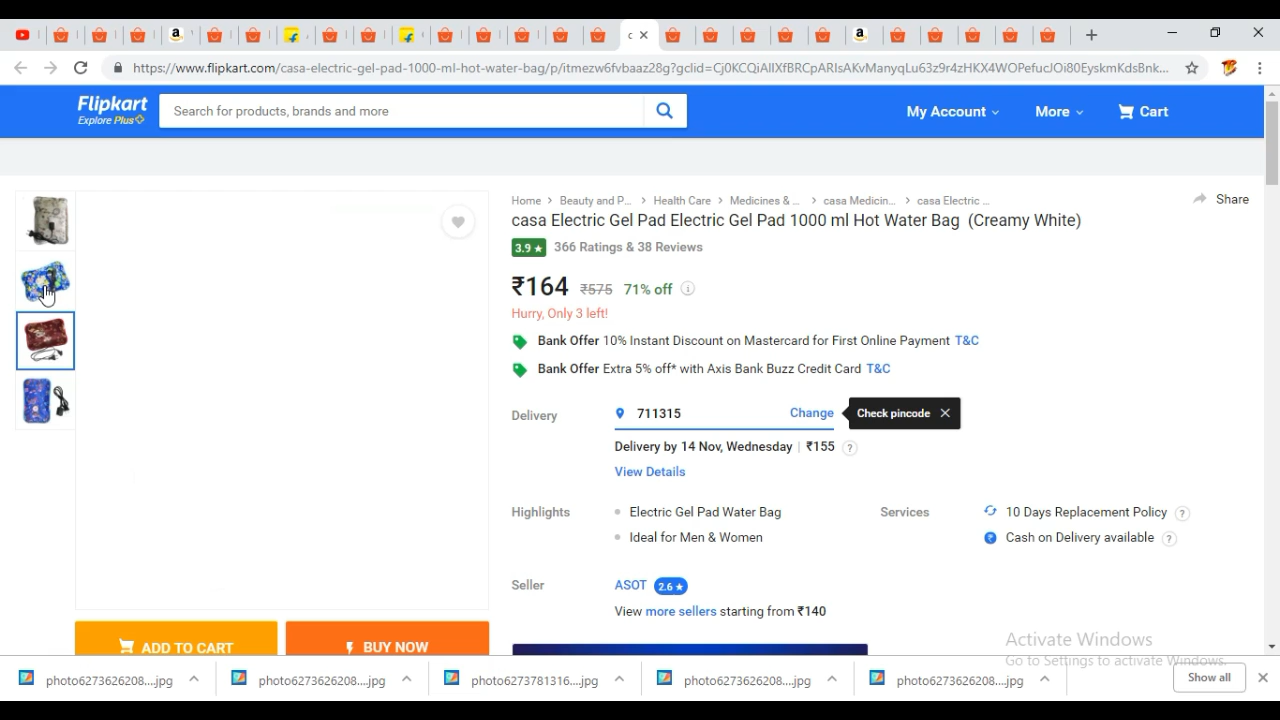 https://www.flipkart.com/casa-electric-gel-pad-1000-ml-hot-water-bag/p/itmezw6fvbaaz28g?gclid=Cj0KCQiAlIXfBRCpARIsAKvManyqLu63z9r4zHKX4WOPefucJOi80EyskmKdsBnk...
Flipkart
Explore Plus
Search for products, brands and more
My Account
More
Cart
Home > Beauty and P... > Health Care > Medicines & ... > casa Medicin... > casa Electric ...
Share
casa Electric Gel Pad Electric Gel Pad 1000 ml Hot Water Bag (Creamy White)
3.9 ★ 366 Ratings & 38 Reviews
₹164 ₹575 71% off
Hurry, Only 3 left!
Bank Offer 10% Instant Discount on Mastercard for First Online Payment T&C
Bank Offer Extra 5% off* with Axis Bank Buzz Credit Card T&C
Delivery 711315 Change Check pincode
Delivery by 14 Nov, Wednesday | ₹155 ?
View Details
Highlights
Electric Gel Pad Water Bag
Ideal for Men & Women
Services
10 Days Replacement Policy ?
Cash on Delivery available ?
Seller ASOT 2.6 ★
View more sellers starting from ₹140
ADD TO CART
BUY NOW
Activate Windows
Go to Settings to activate Windows.
photo6273626208....jpg
photo6273626208....jpg
photo6273781316....jpg
photo6273626208....jpg
photo6273626208....jpg
Show all